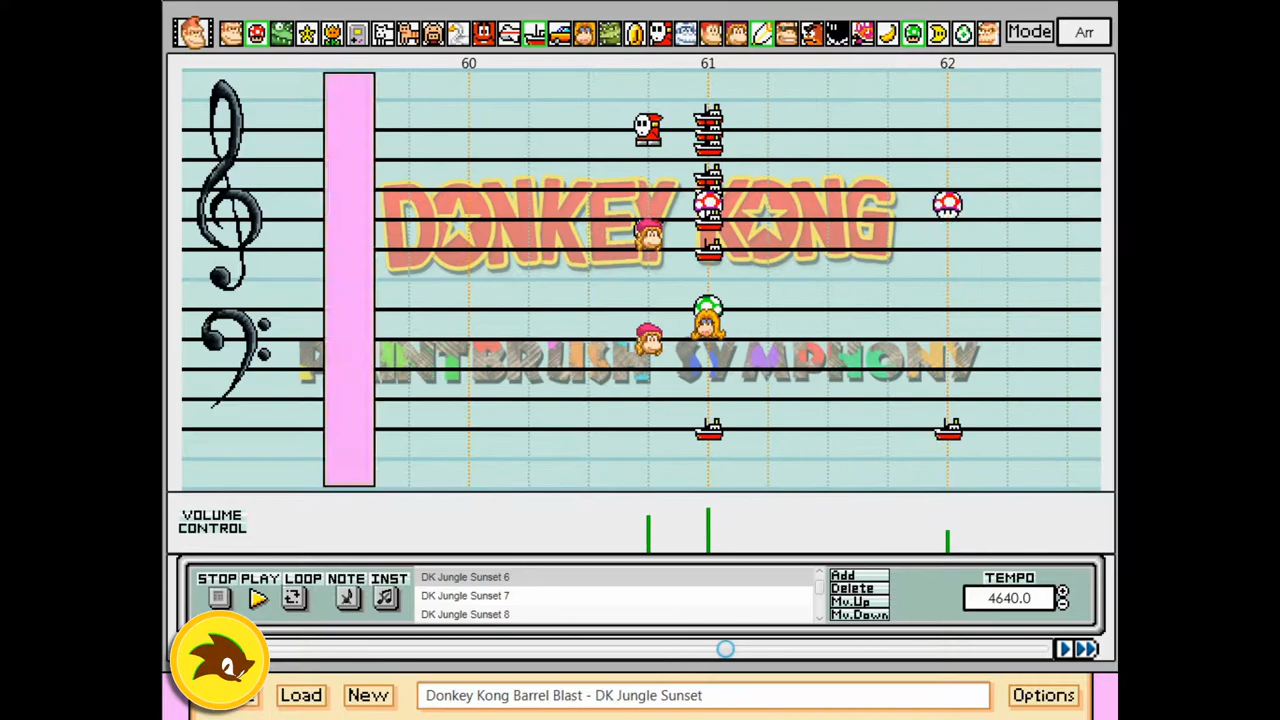 Mode Arr
60 61 62
DONKEY KONG
PAINTBRUSH SYMPHONY
VOLUME
CONTROL
STOP PLAY LOOP NOTE INST
DK Jungle Sunset 6
DK Jungle Sunset 7
DK Jungle Sunset 8
Add
Delete
Mv.Up
Mv.Down
TEMPO
4640.0
Load New Donkey Kong Barrel Blast - DK Jungle Sunset Options